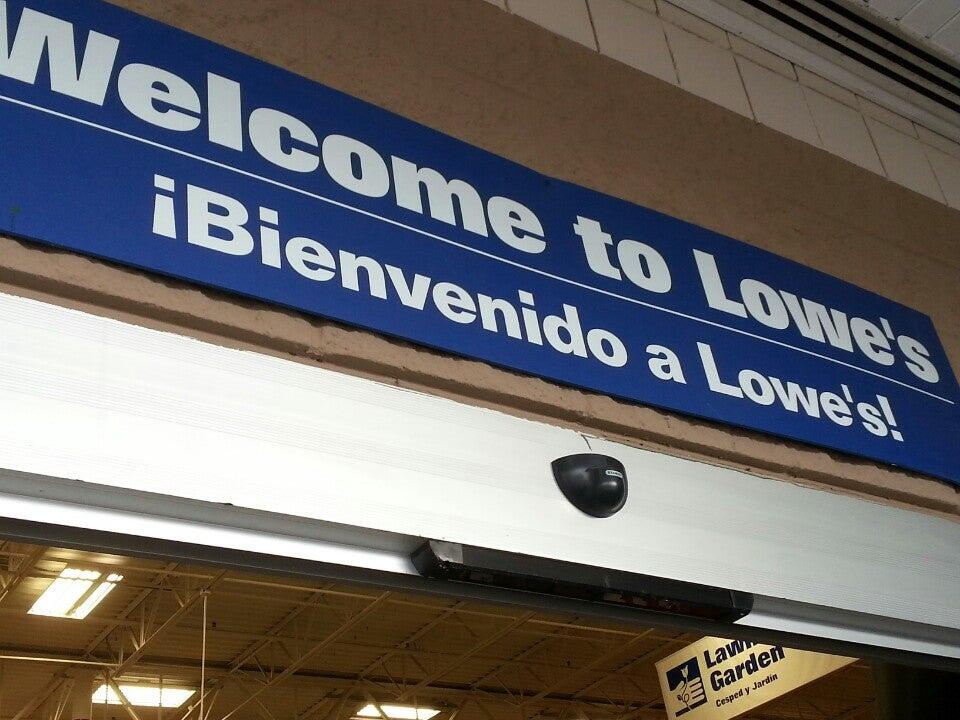 Welcome to Lowe's
¡Bienvenido a Lowe's!
Garden
Cesped y Jardin